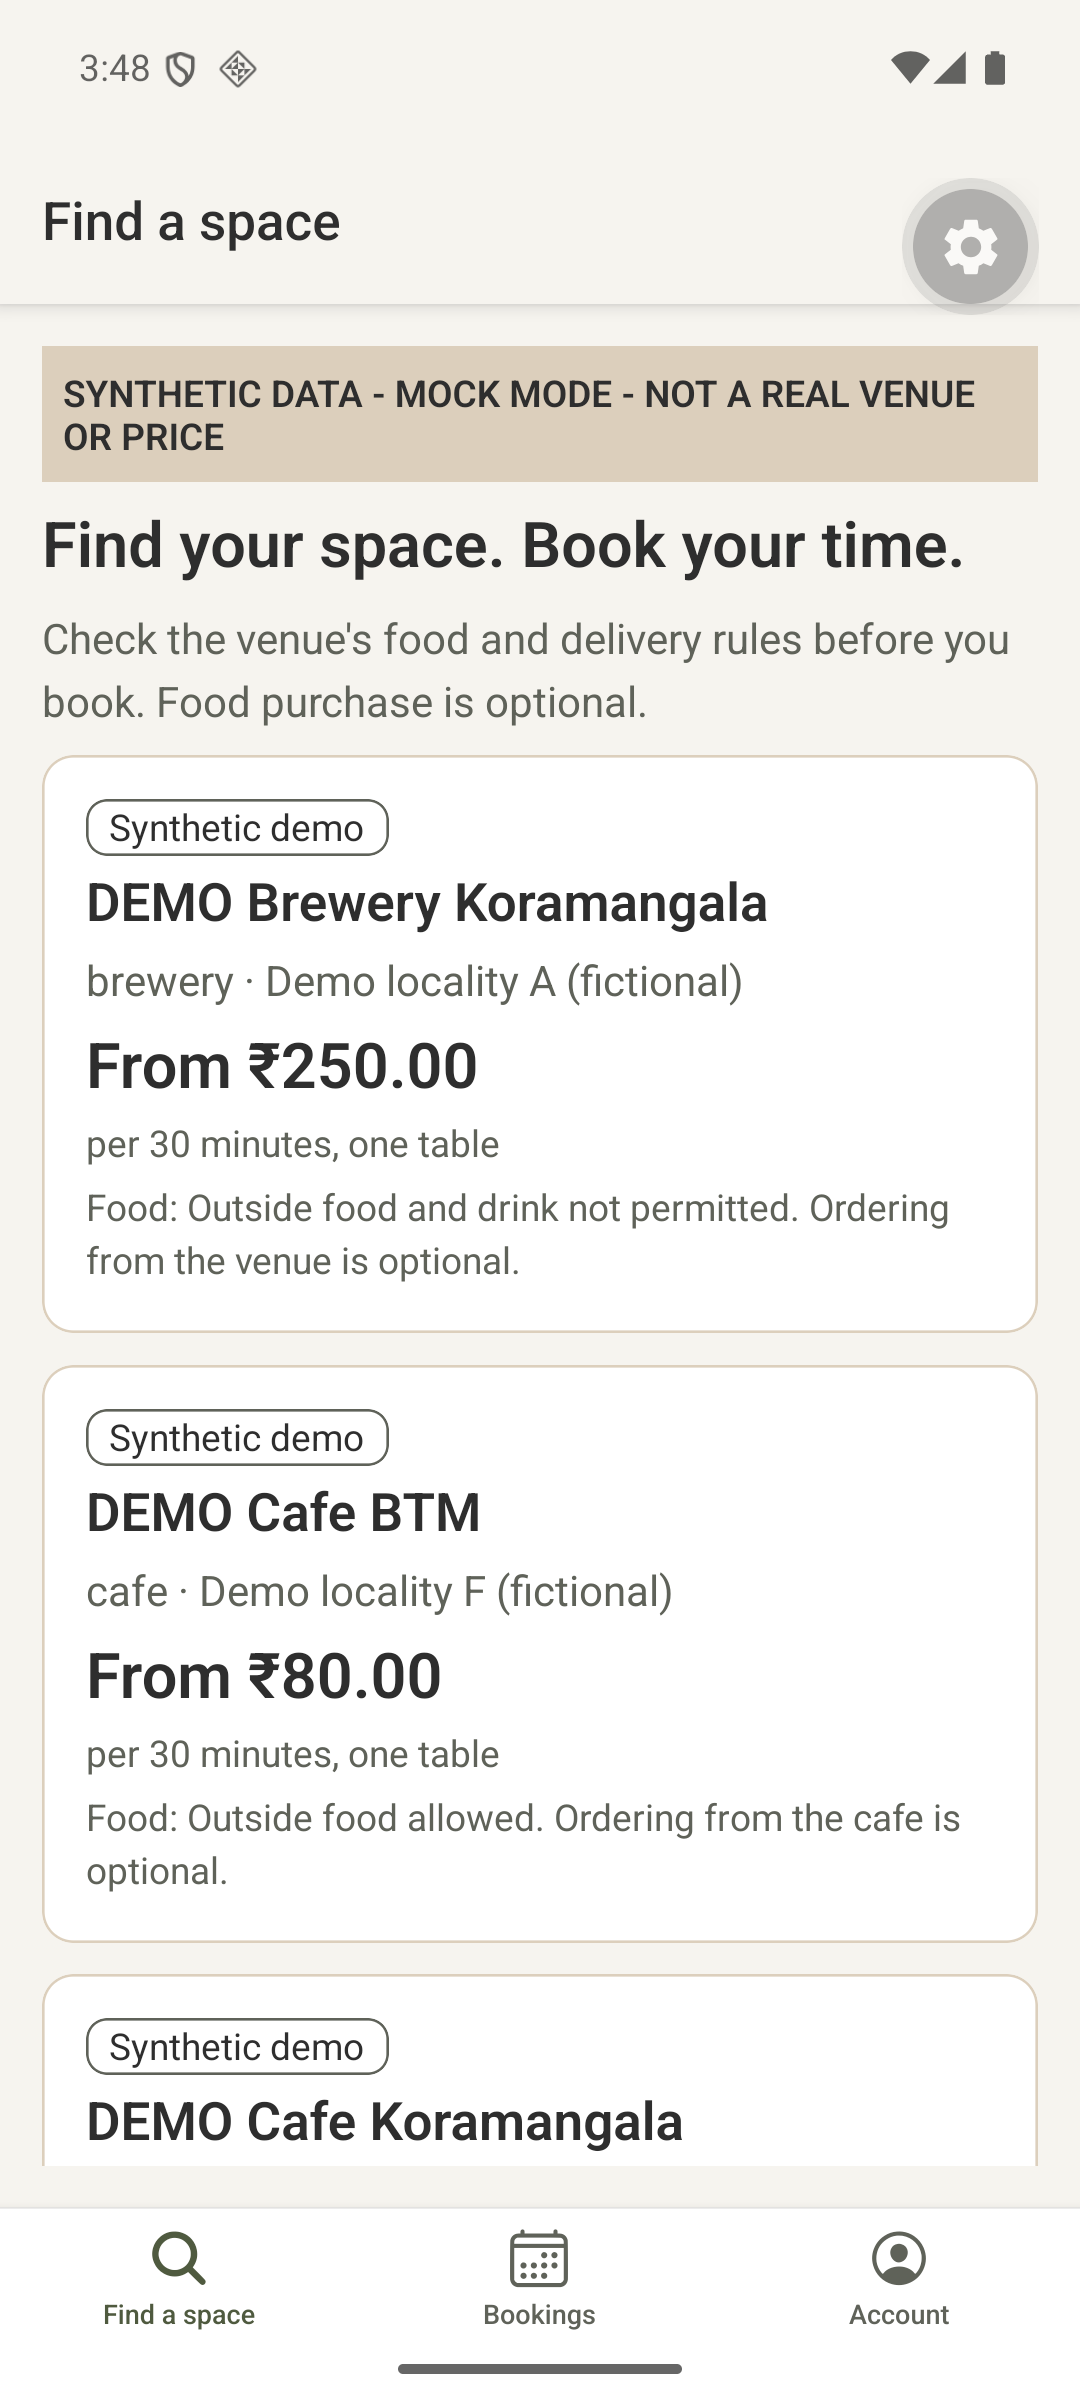 3:48
Find a space
SYNTHETIC DATA - MOCK MODE - NOT A REAL VENUE
OR PRICE
Find your space. Book your time.
Check the venue's food and delivery rules before you
book. Food purchase is optional.
Synthetic demo
DEMO Brewery Koramangala
brewery · Demo locality A (fictional)
From ₹250.00
per 30 minutes, one table
Food: Outside food and drink not permitted. Ordering
from the venue is optional.
Synthetic demo
DEMO Cafe BTM
cafe · Demo locality F (fictional)
From ₹80.00
per 30 minutes, one table
Food: Outside food allowed. Ordering from the cafe is
optional.
Synthetic demo
DEMO Cafe Koramangala
Find a space
Bookings
Account